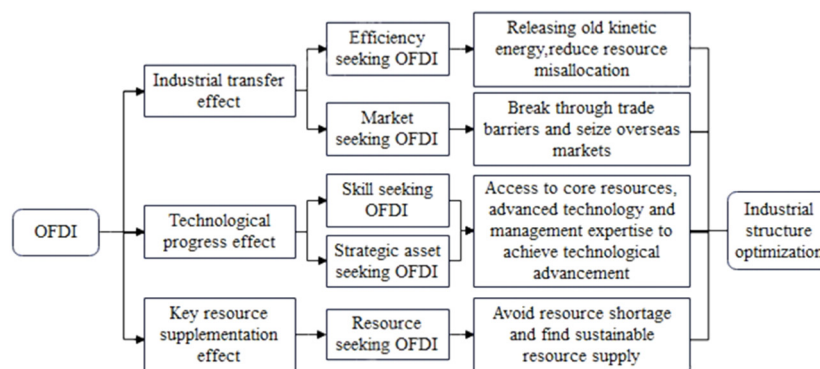 OFDI
Industrial transfer
effect
Technological
progress effect
Key resource
supplementation
effect
Efficiency
seeking OFDI
Market
seeking OFDI
Skill seeking
OFDI
Strategic asset
seeking OFDI
Resource
seeking OFDI
Releasing old kinetic
energy,reduce resource
misallocation
Break through trade
barriers and seize overseas
markets
Access to core resources,
advanced technology and
management expertise to
achieve technological
advancement
Avoid resource shortage
and find sustainable
resource supply
Industrial
structure
optimization